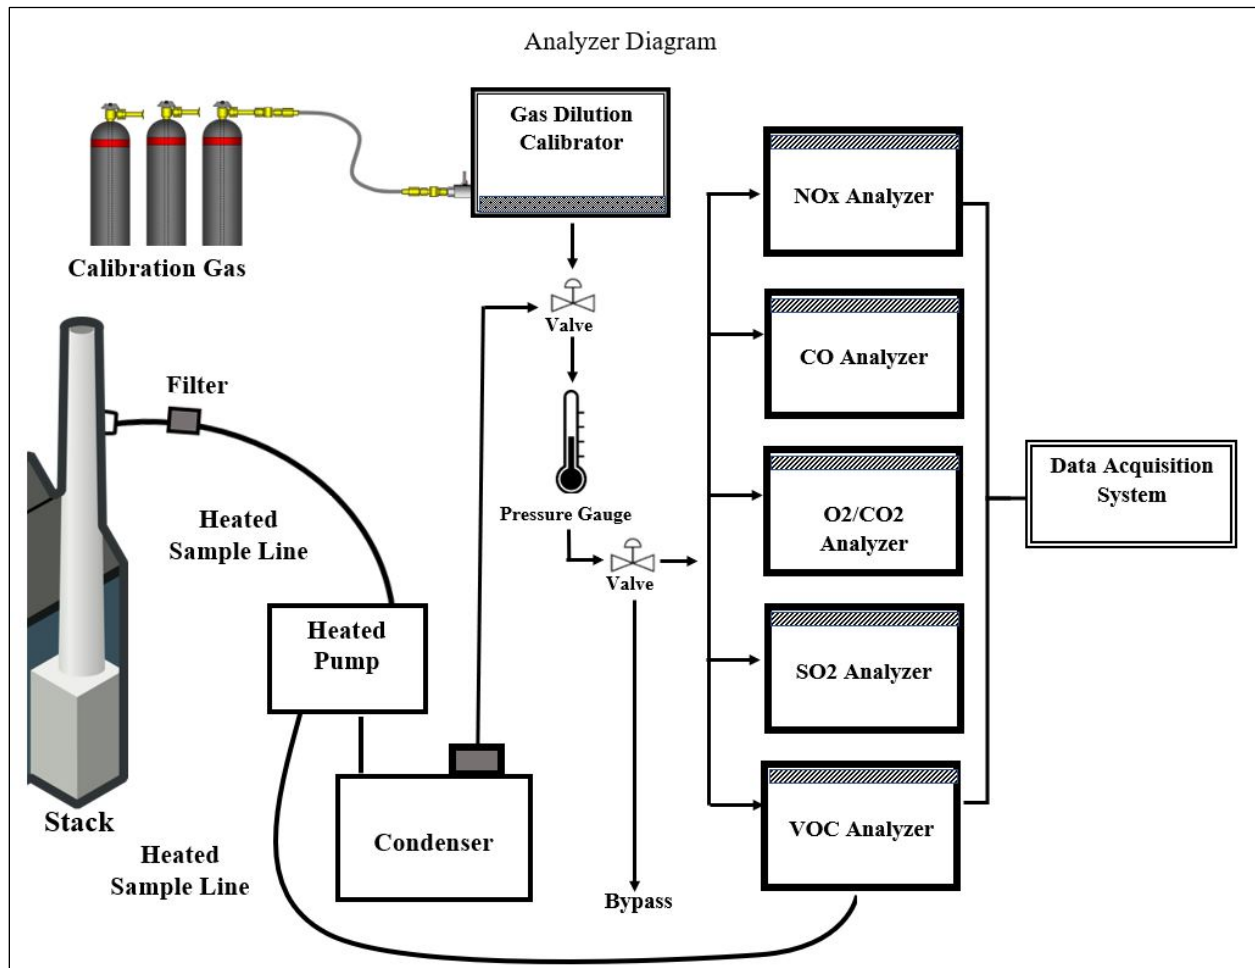 Analyzer Diagram
Gas Dilution
Calibrator
Calibration Gas
Valve
Filter
Heated
Sample Line
Pressure Gauge
Valve
Heated
Pump
Stack
Heated
Sample Line
Condenser
Bypass
NOx Analyzer
CO Analyzer
O2/CO2
Analyzer
SO2 Analyzer
VOC Analyzer
Data Acquisition
System